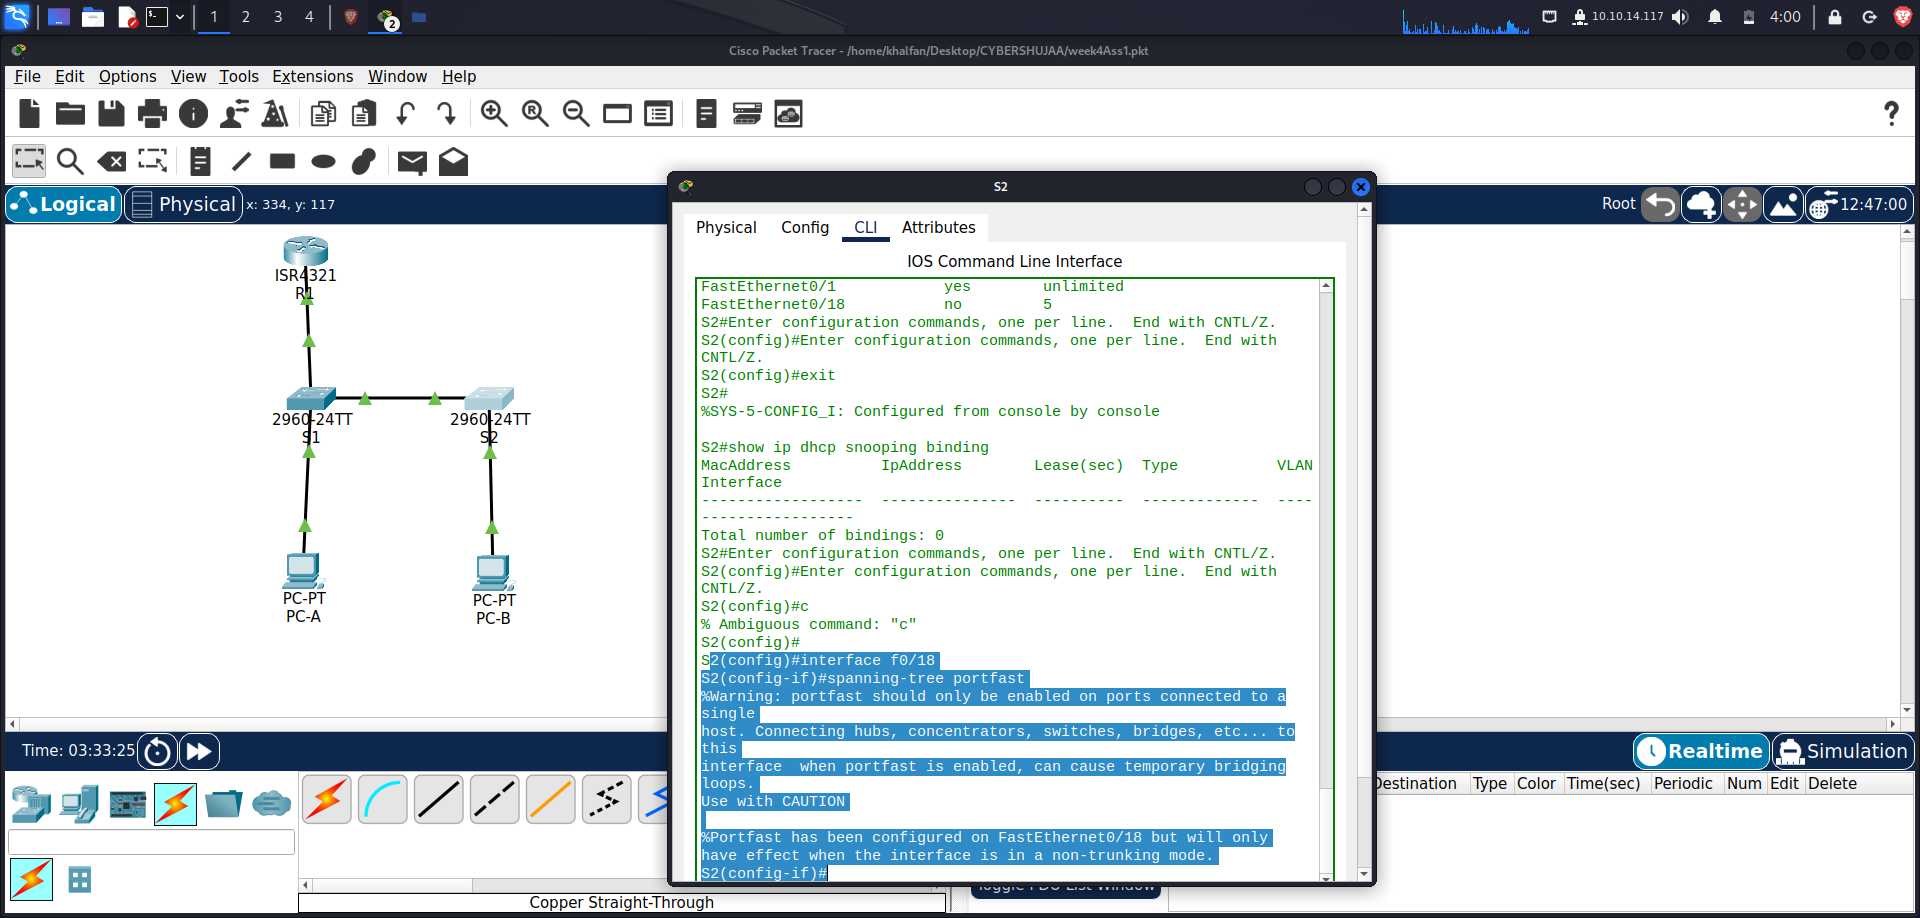 1 2 3 4
2
10.10.14.117
4:00
Cisco Packet Tracer - /home/khalfan/Desktop/CYBERSHUJAA/week4Ass1.pkt
File Edit Options View Tools Extensions Window Help
Logical Physical x: 334, y: 117
Root 12:47:00
ISR4321
R1
2960-24TT
S1
2960-24TT
S2
PC-PT
PC-A
PC-PT
PC-B
S2
Physical Config CLI Attributes
IOS Command Line Interface
FastEthernet0/1 yes unlimited
FastEthernet0/18 no 5
S2#Enter configuration commands, one per line. End with CNTL/Z.
S2(config)#Enter configuration commands, one per line. End with
CNTL/Z.
S2(config)#exit
S2#
%SYS-5-CONFIG_I: Configured from console by console
S2#show ip dhcp snooping binding
MacAddress IpAddress Lease(sec) Type VLAN
Interface
------------------ --------------- ---------- ------------- ----
-----------------
Total number of bindings: 0
S2#Enter configuration commands, one per line. End with CNTL/Z.
S2(config)#Enter configuration commands, one per line. End with
CNTL/Z.
S2(config)#c
% Ambiguous command: "c"
S2(config)#
S2(config)#interface f0/18
S2(config-if)#spanning-tree portfast
%Warning: portfast should only be enabled on ports connected to a
single
host. Connecting hubs, concentrators, switches, bridges, etc... to
this
interface when portfast is enabled, can cause temporary bridging
loops.
Use with CAUTION
%Portfast has been configured on FastEthernet0/18 but will only
have effect when the interface is in a non-trunking mode.
S2(config-if)#
Time: 03:33:25
Realtime Simulation
Destination Type Color Time(sec) Periodic Num Edit Delete
Toggle PDU List Window
Copper Straight-Through